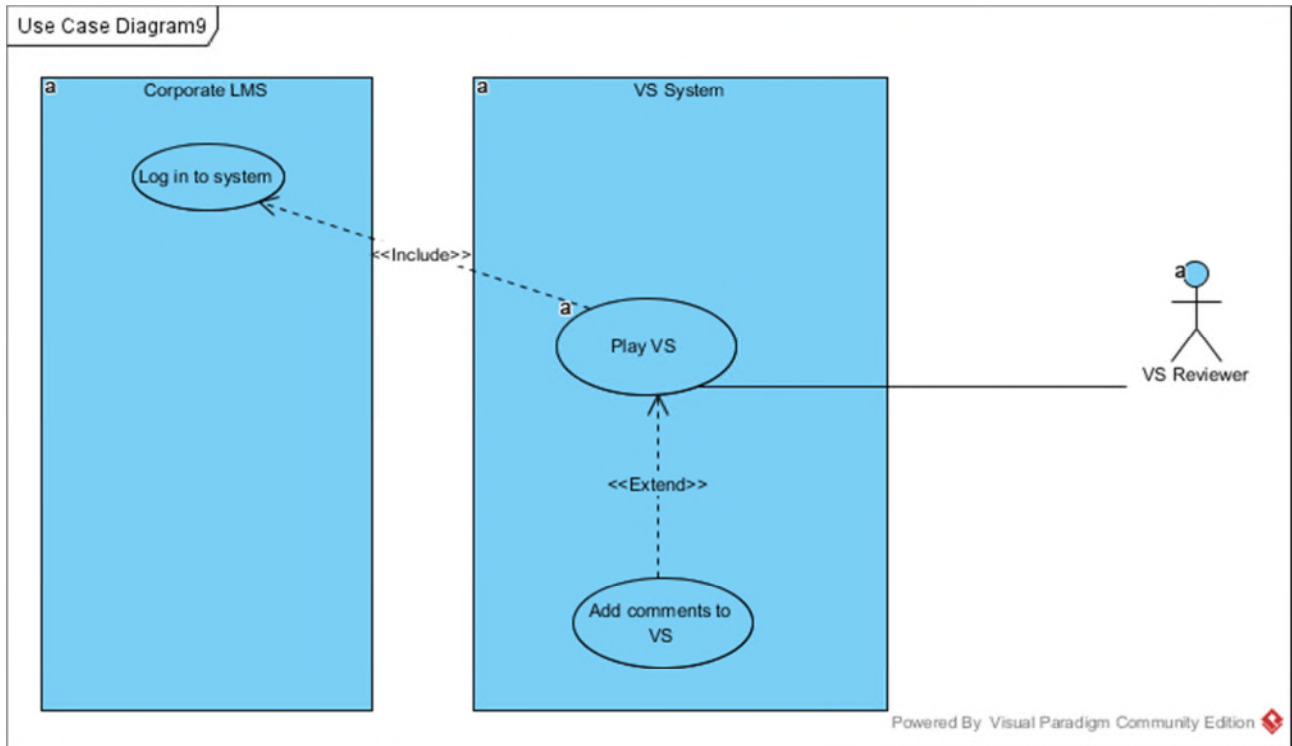 Use Case Diagram9
a
Corporate LMS
a
VS System
Log in to system
<<Include>>
a
Play VS
a
VS Reviewer
<<Extend>>
Add comments to
VS
Powered By Visual Paradigm Community Edition